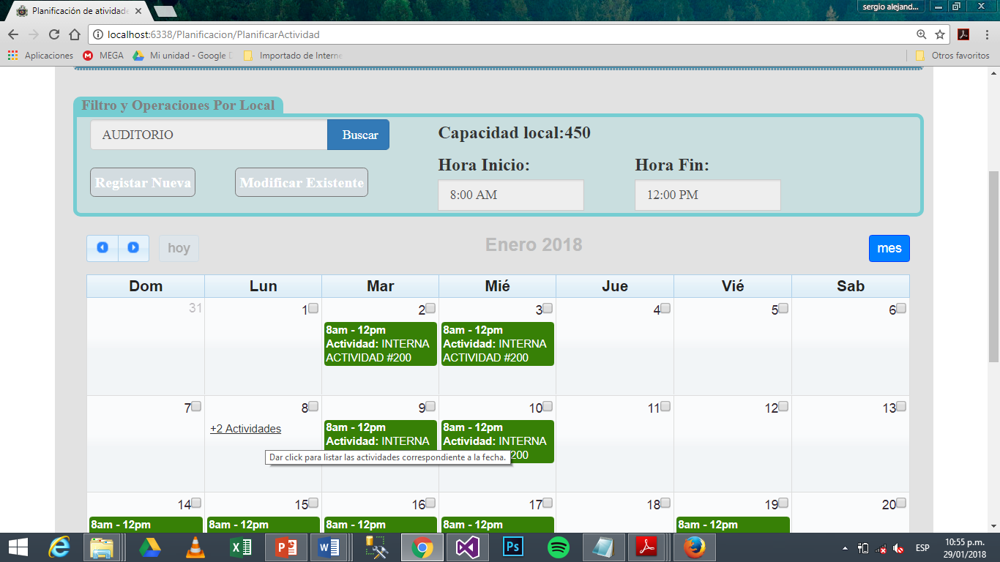 Planificación de atividade
sergio alejand...
localhost:6338/Planificacion/PlanificarActividad
Aplicaciones
MEGA
Mi unidad - Google D
Importado de Interne
Otros favoritos
Filtro y Operaciones Por Local
AUDITORIO
Buscar
Capacidad local:450
Hora Inicio:
Hora Fin:
Registar Nueva
Modificar Existente
8:00 AM
12:00 PM
hoy
Enero 2018
mes
Dom Lun Mar Mié Jue Vié Sab
31 1 2 3 4 5 6
8am - 12pm
Actividad: INTERNA
ACTIVIDAD #200
8am - 12pm
Actividad: INTERNA
ACTIVIDAD #200
7 8 9 10 11 12 13
+2 Actividades
8am - 12pm
Actividad: INTERNA
8am - 12pm
Actividad: INTERNA
200
Dar click para listar las actividades correspondiente a la fecha.
14 15 16 17 18 19 20
8am - 12pm
8am - 12pm
8am - 12pm
8am - 12pm
8am - 12pm
ESP
10:55 p.m.
29/01/2018